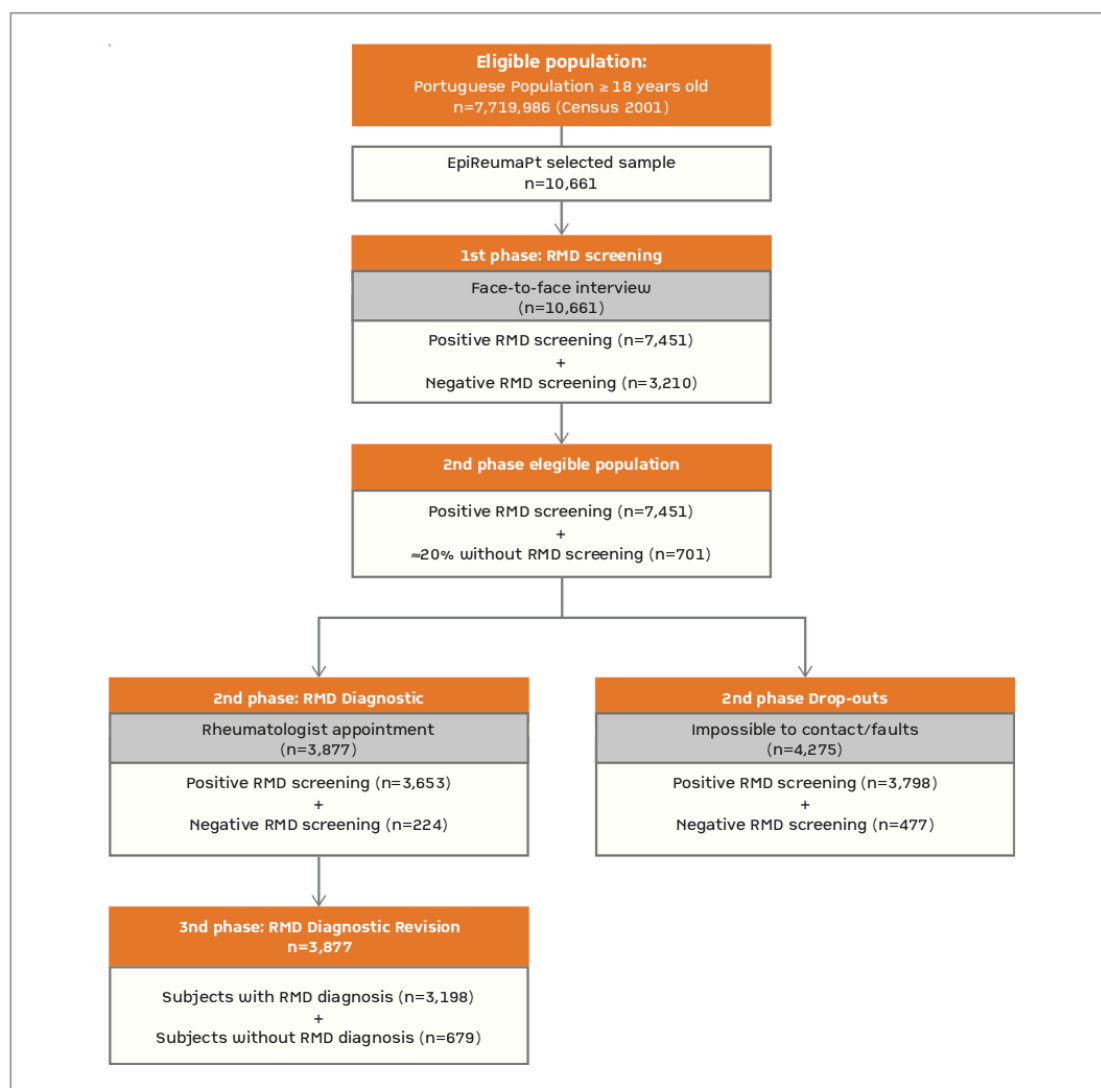 Eligible population:
Portuguese Population ≥ 18 years old
n=7,719,986 (Census 2001)
EpiReumaPt selected sample
n=10,661
1st phase: RMD screening
Face-to-face interview
(n=10,661)
Positive RMD screening (n=7,451)
+
Negative RMD screening (n=3,210)
2nd phase elegible population
Positive RMD screening (n=7,451)
+
≈20% without RMD screening (n=701)
2nd phase: RMD Diagnostic
Rheumatologist appointment
(n=3,877)
Positive RMD screening (n=3,653)
+
Negative RMD screening (n=224)
2nd phase Drop-outs
Impossible to contact/faults
(n=4,275)
Positive RMD screening (n=3,798)
+
Negative RMD screening (n=477)
3nd phase: RMD Diagnostic Revision
n=3,877
Subjects with RMD diagnosis (n=3,198)
+
Subjects without RMD diagnosis (n=679)